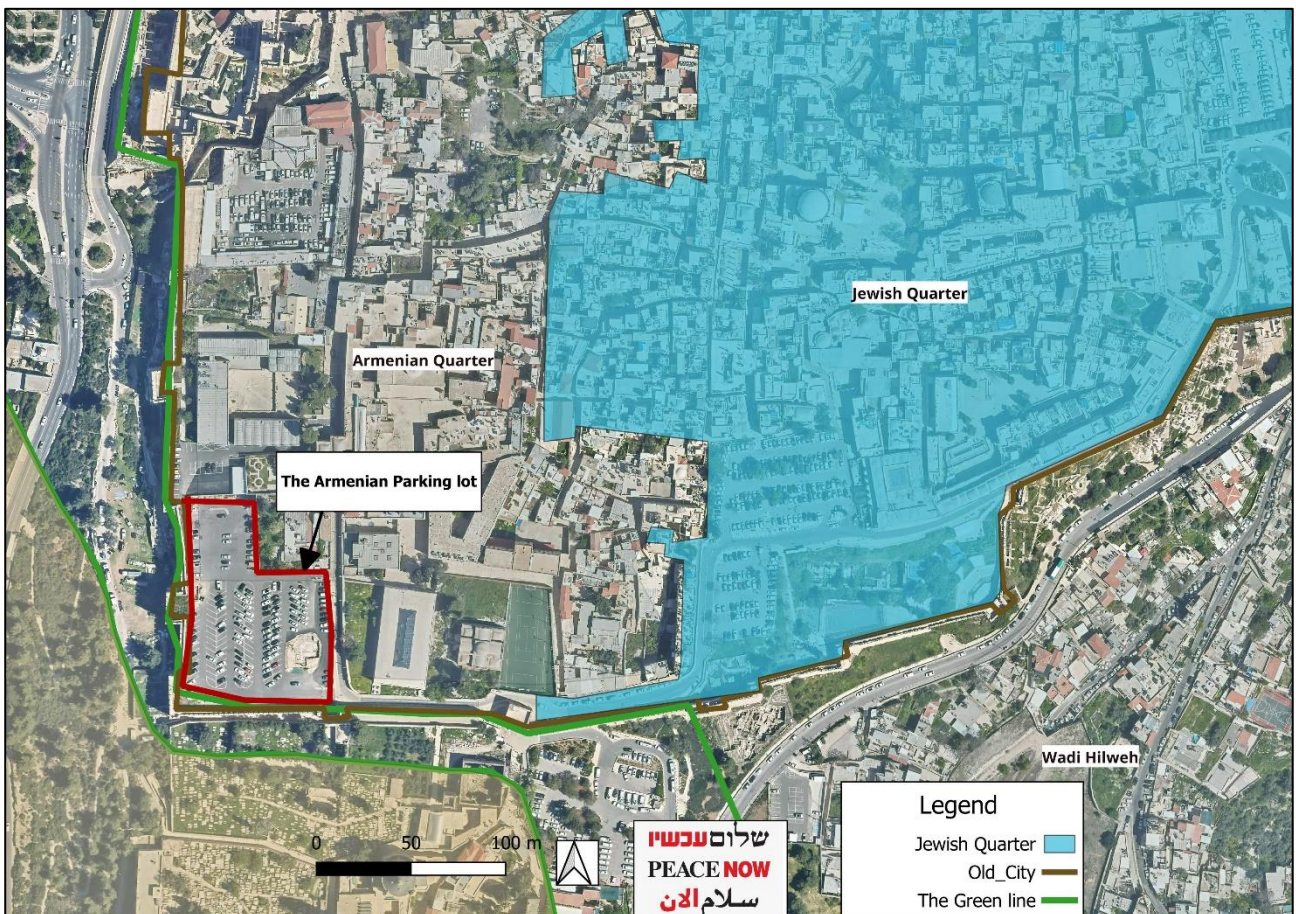 Jewish Quarter
Armenian Quarter
The Armenian Parking lot
Wadi Hilweh
0 50 100 m
שלום עכשיו
PEACE NOW
سلام الان
Legend
Jewish Quarter
Old_City
The Green line